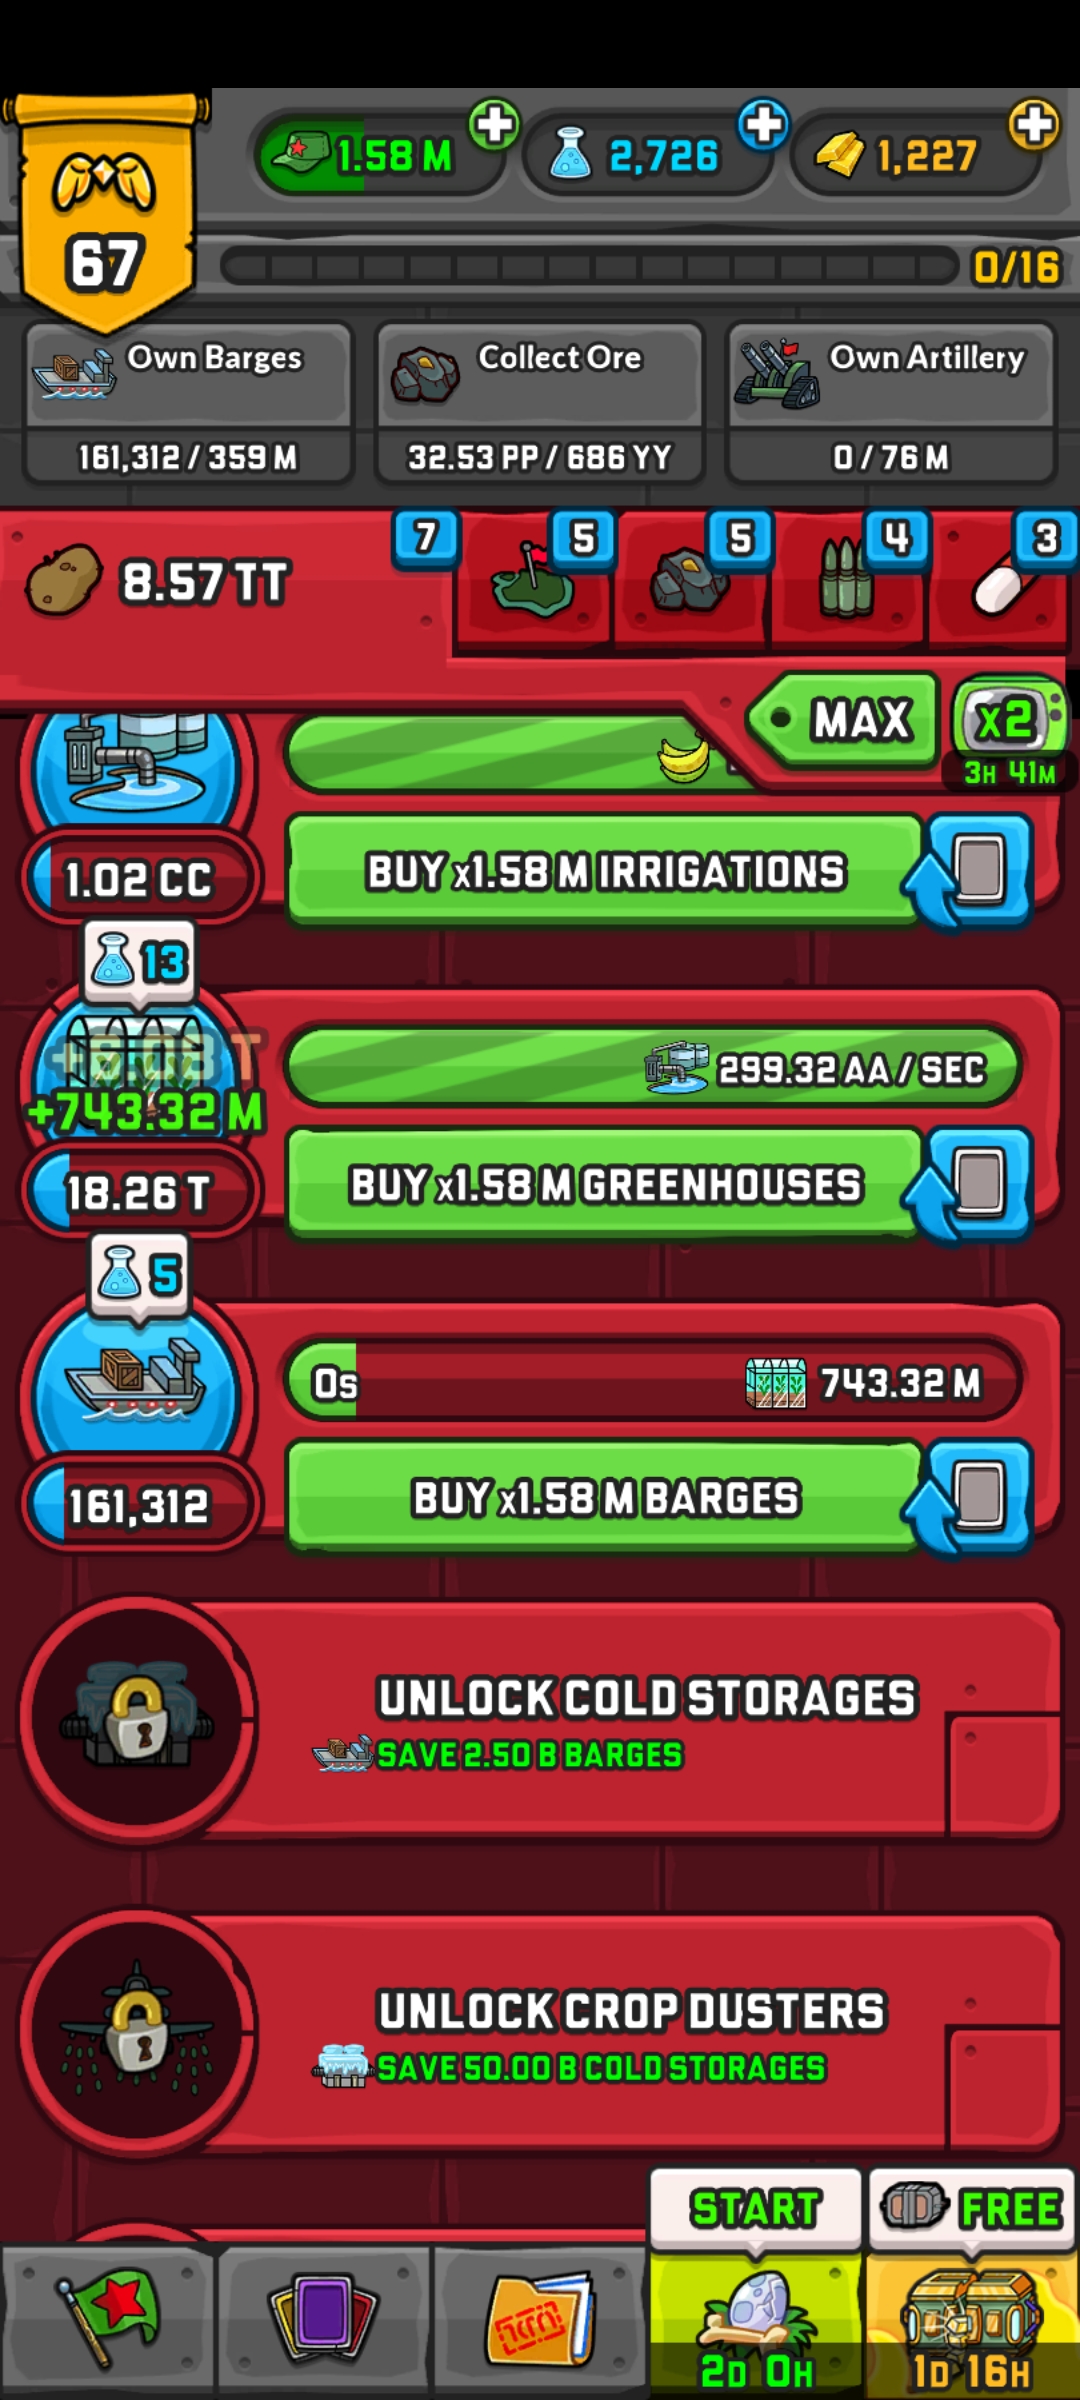 1.58 M
2,726
1,227
67
0/16
Own Barges
161,312 / 359 M
Collect Ore
32.53 PP / 686 YY
Own Artillery
0 / 76 M
8.57 TT
7
5
5
4
3
MAX
x2
3H 41M
1.02 CC
BUY x1.58 M IRRIGATIONS
13
299.32 AA / SEC
+743.32 M
18.26 T
BUY x1.58 M GREENHOUSES
5
0s
743.32 M
161,312
BUY x1.58 M BARGES
UNLOCK COLD STORAGES
SAVE 2.50 B BARGES
UNLOCK CROP DUSTERS
SAVE 50.00 B COLD STORAGES
START
FREE
2D 0H
1D 16H